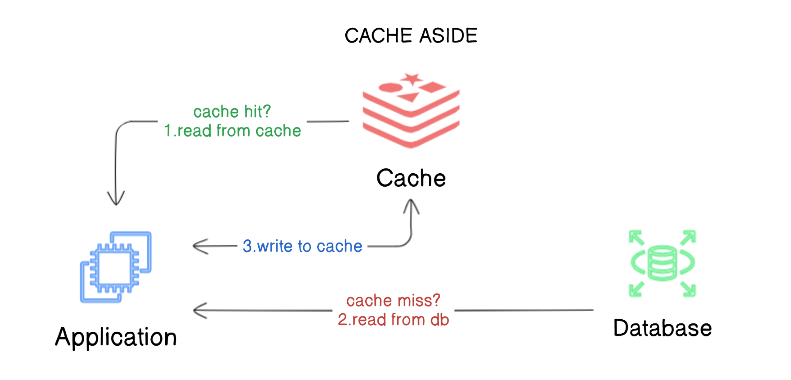 CACHE ASIDE
cache hit?
1.read from cache
Cache
3.write to cache
cache miss?
2.read from db
Application
Database